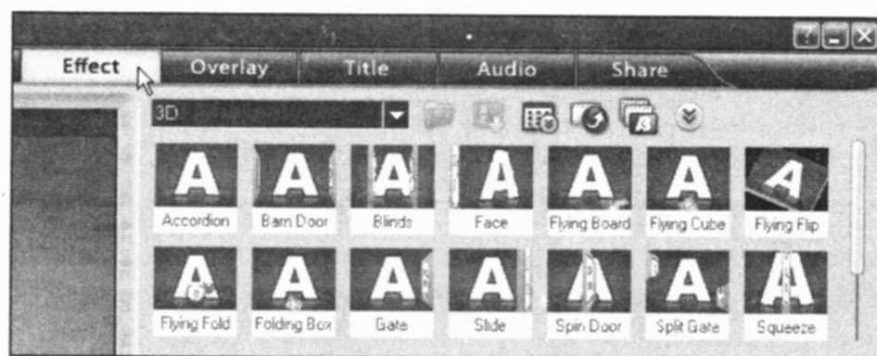 Effect Overlay Title Audio Share
3D
A A A A A A A
Accordion Barn Door Blinds Face Flying Board Flying Cube Flying Flip
A A A A A A A
Flying Fold Folding Box Gate Slide Spin Door Split Gate Squeeze